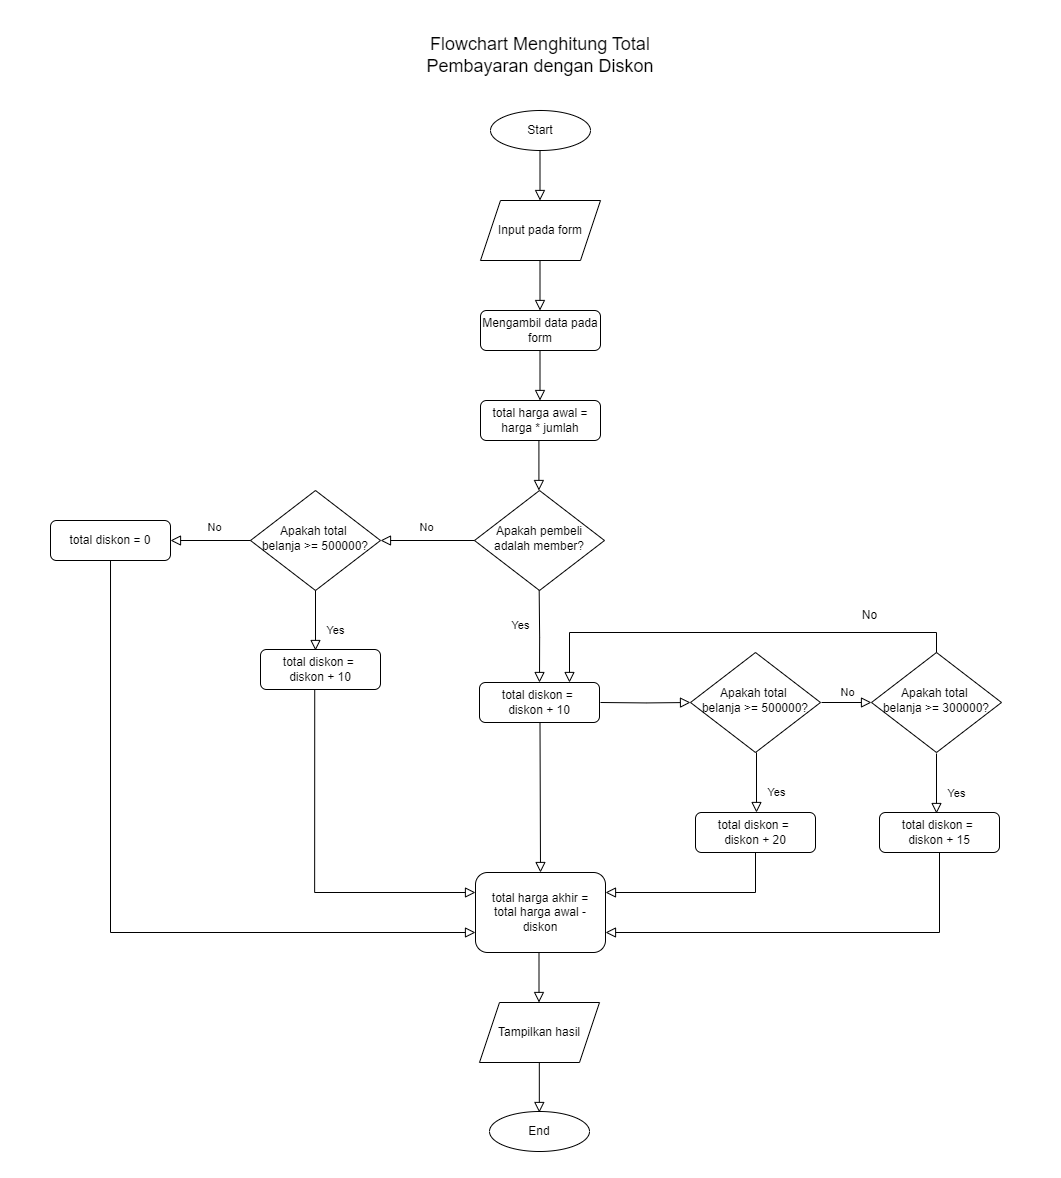 Flowchart Menghitung Total
Pembayaran dengan Diskon
Start
Input pada form
Mengambil data pada
form
total harga awal =
harga * jumlah
Apakah pembeli
adalah member?
No
Apakah total
belanja >= 500000?
No
total diskon = 0
Yes
total diskon =
diskon + 10
Yes
total diskon =
diskon + 10
Apakah total
belanja >= 500000?
No
Apakah total
belanja >= 300000?
No
Yes
total diskon =
diskon + 20
Yes
total diskon =
diskon + 15
total harga akhir =
total harga awal -
diskon
Tampilkan hasil
End